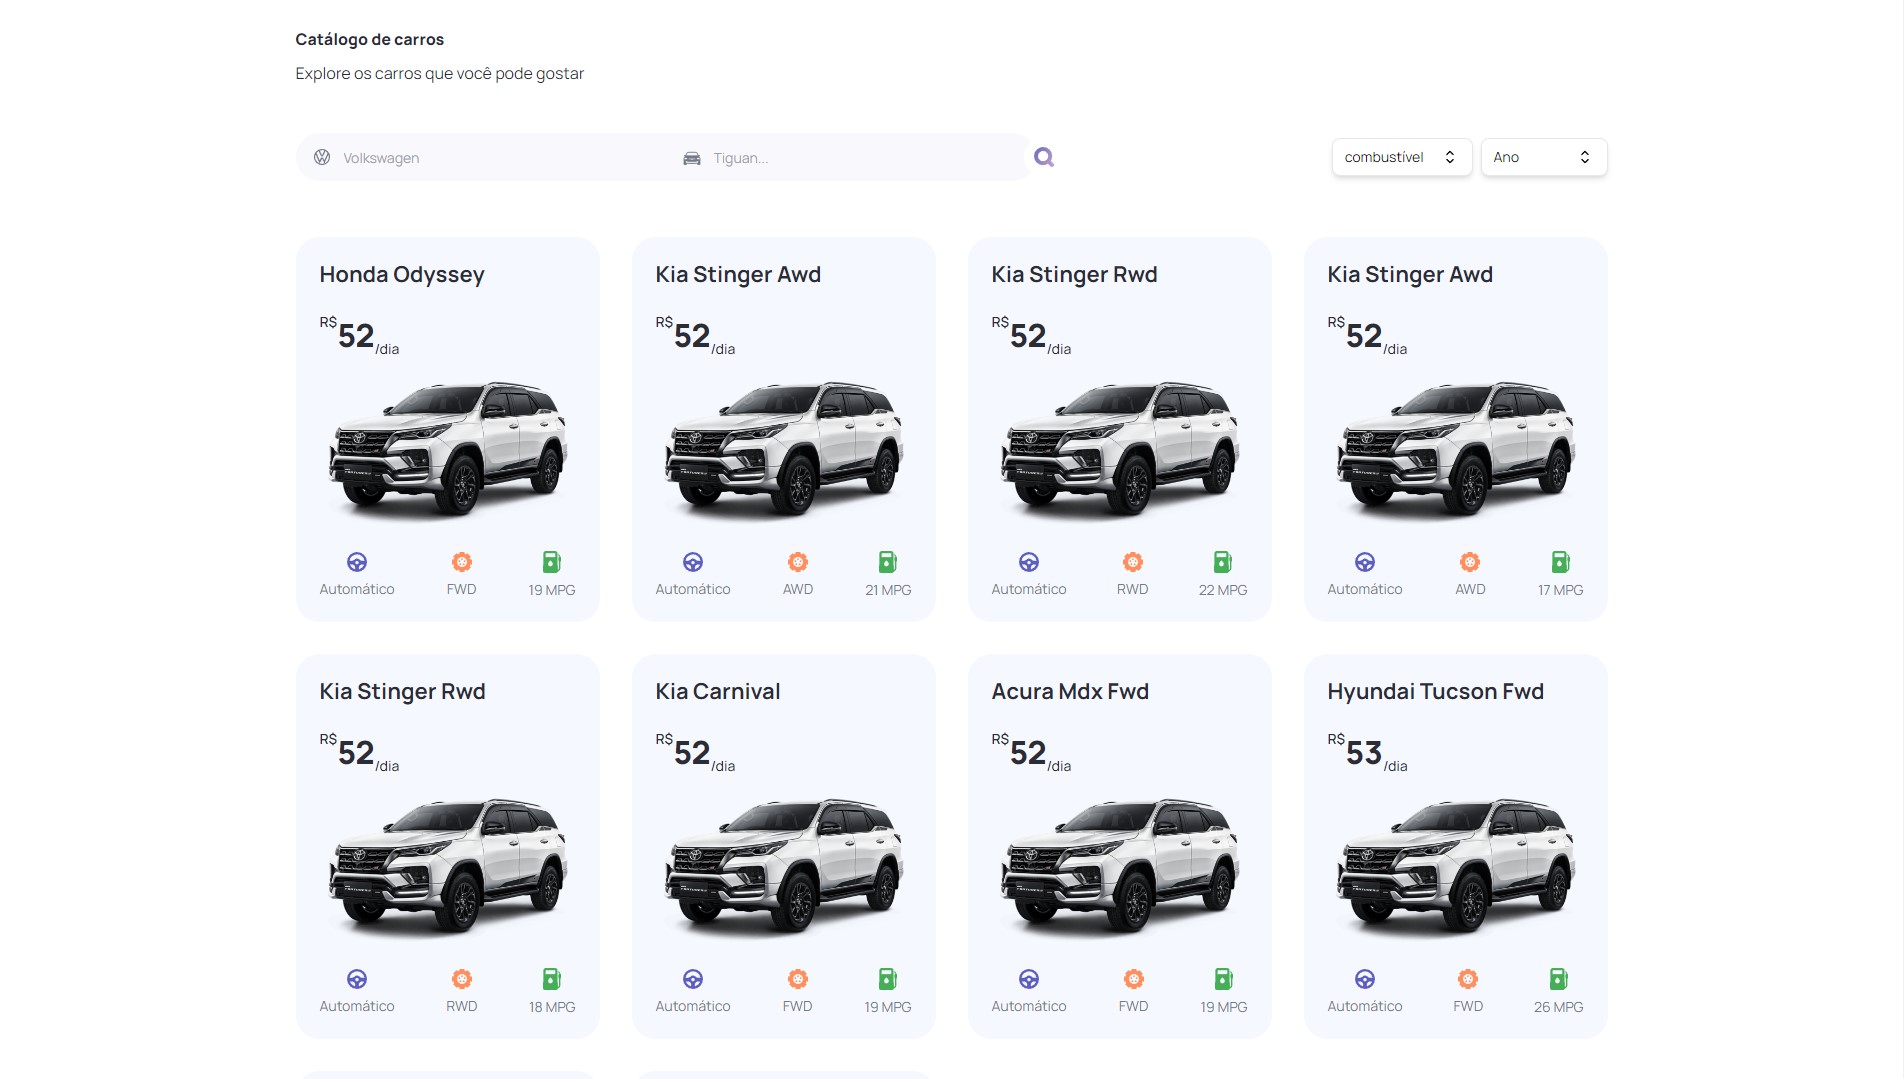 Catálogo de carros
Explore os carros que você pode gostar
Volkswagen
Tiguan...
combustível
Ano
Honda Odyssey
R$52/dia
Automático
FWD
19 MPG
Kia Stinger Awd
R$52/dia
Automático
AWD
21 MPG
Kia Stinger Rwd
R$52/dia
Automático
RWD
22 MPG
Kia Stinger Awd
R$52/dia
Automático
AWD
17 MPG
Kia Stinger Rwd
R$52/dia
Automático
RWD
18 MPG
Kia Carnival
R$52/dia
Automático
FWD
19 MPG
Acura Mdx Fwd
R$52/dia
Automático
FWD
19 MPG
Hyundai Tucson Fwd
R$53/dia
Automático
FWD
26 MPG